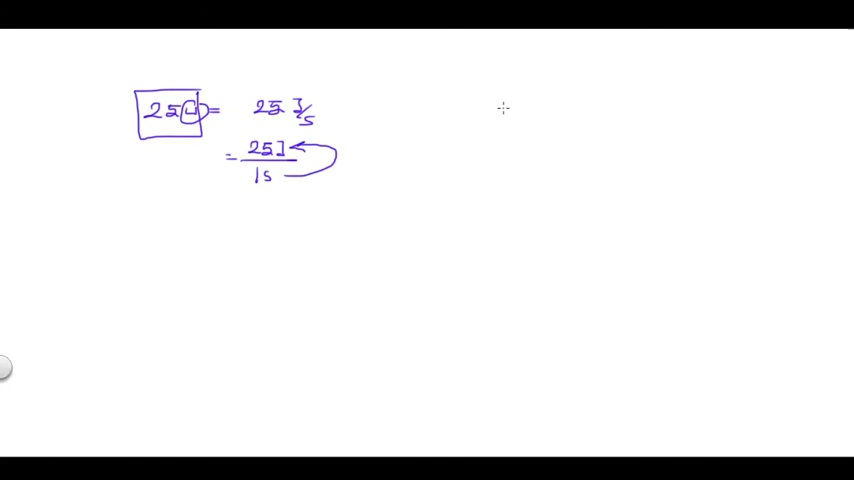 25W = 25 J/s
= 25J / 1s